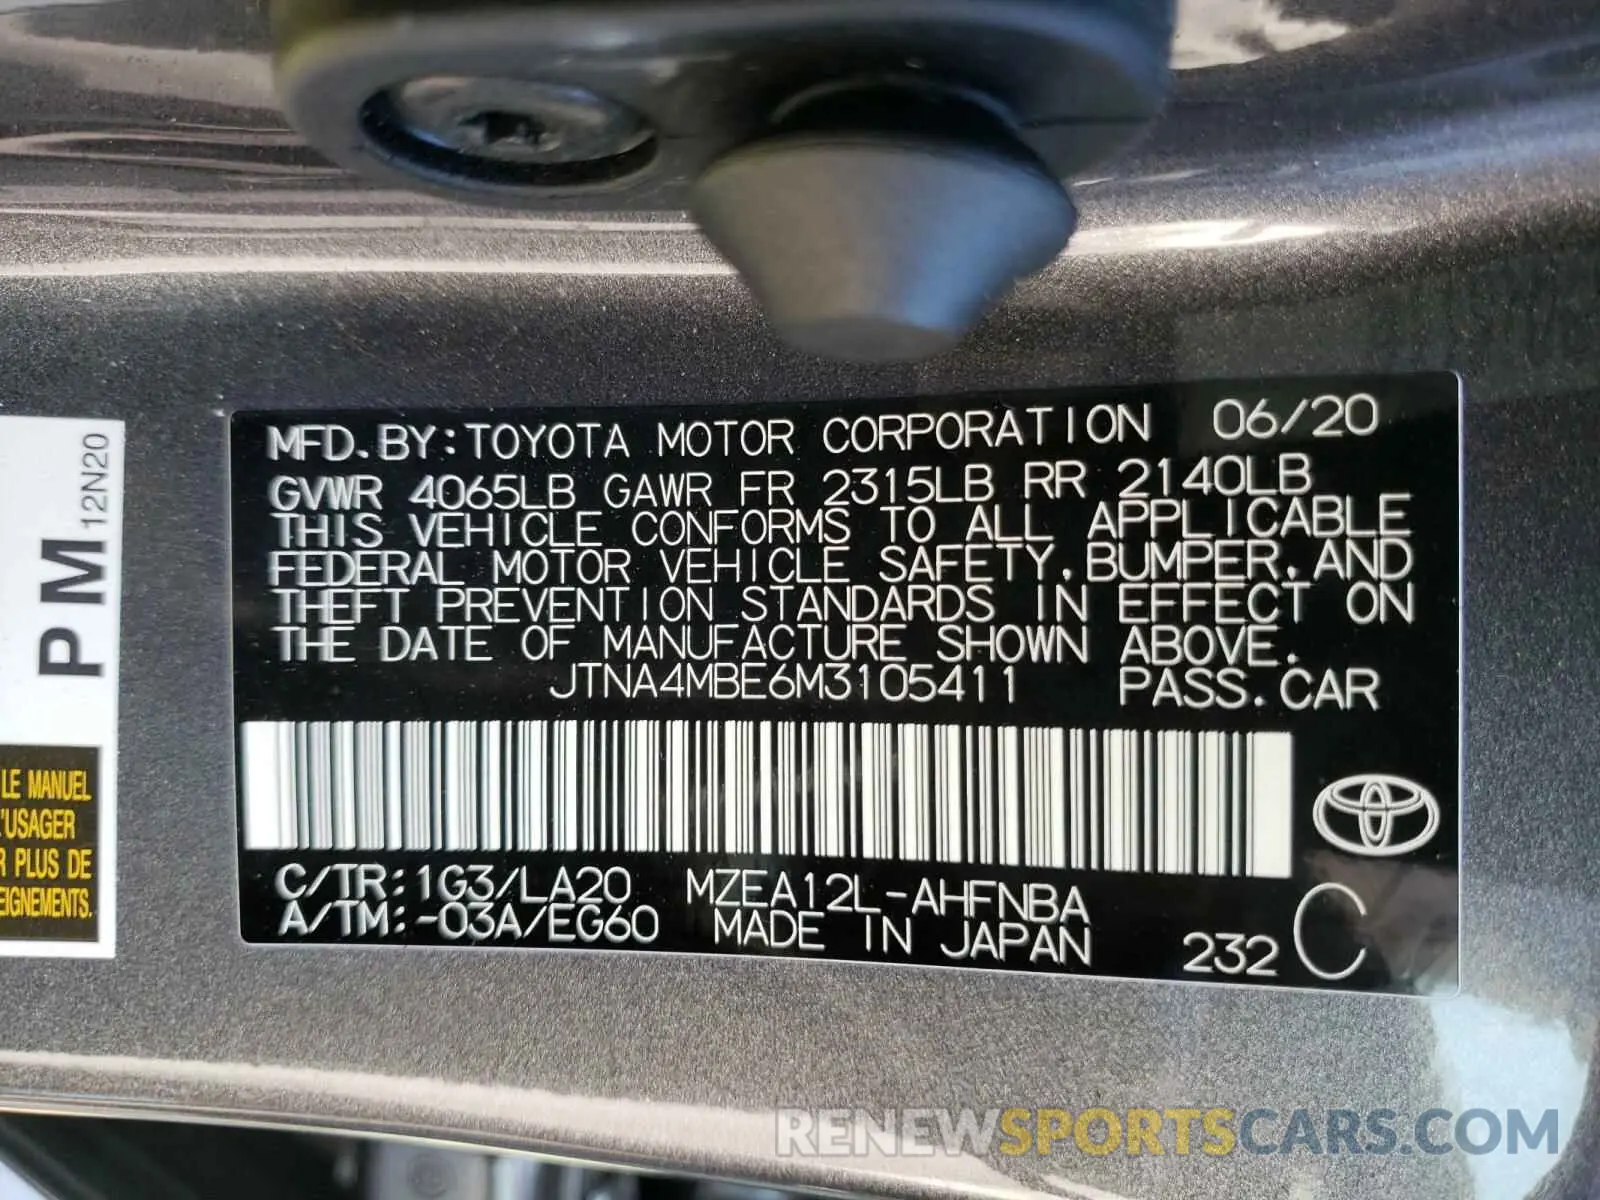 MFD. BY: TOYOTA MOTOR CORPORATION 06/20
GVWR 4065LB GAWR FR 2315LB RR 2140LB
THIS VEHICLE CONFORMS TO ALL APPLICABLE
FEDERAL MOTOR VEHICLE SAFETY, BUMPER, AND
THEFT PREVENTION STANDARDS IN EFFECT ON
THE DATE OF MANUFACTURE SHOWN ABOVE.
JTNA4MBE6M3105411 PASS. CAR
C/TR: 1G3/LA20 MZEA12L-AHFNBA
A/TM: -03A/EG60 MADE IN JAPAN 232 C
PM
12N20
LE MANUEL
L'USAGER
R PLUS DE
EIGNEMENTS.
RENEWSPORTSCARS.COM